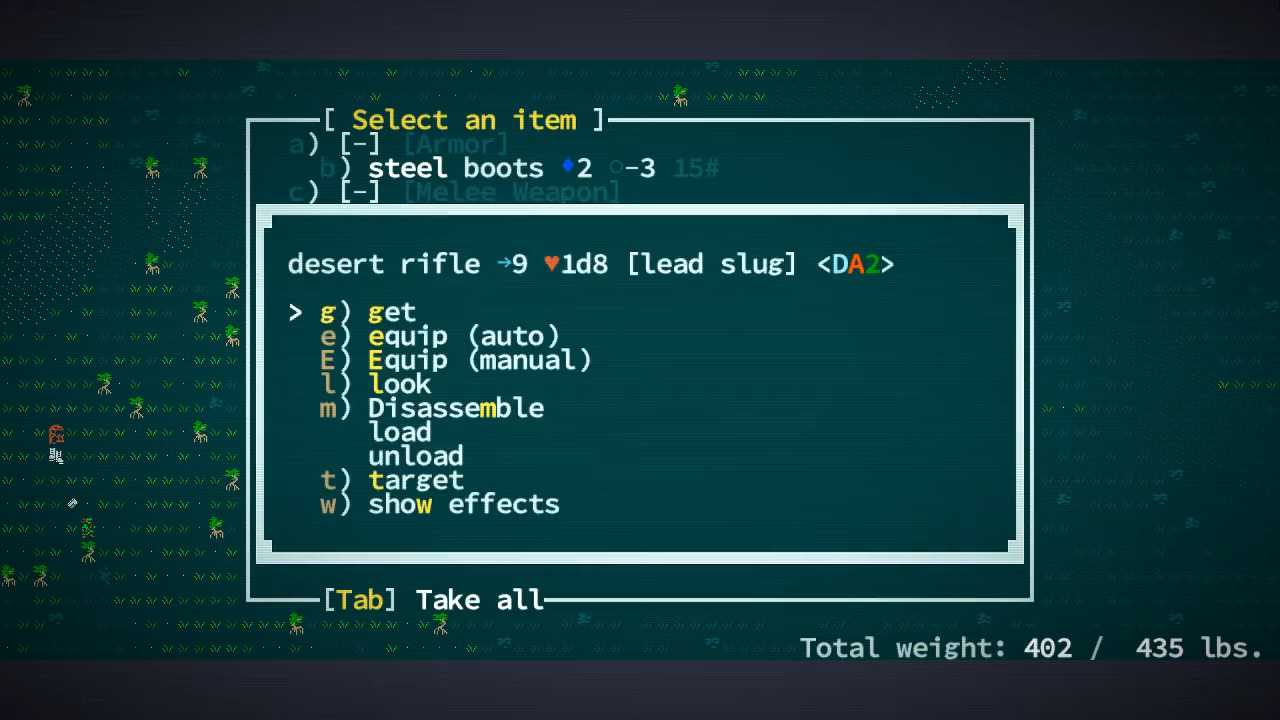 [ Select an item ]
a) [-] [Armor]
b) steel boots ♦2 ○-3 15#
c) [-] [Melee Weapon]
desert rifle →9 ♥1d8 [lead slug] <DA2>
> g) get
e) equip (auto)
E) Equip (manual)
l) look
m) Disassemble
load
unload
t) target
w) show effects
[Tab] Take all
Total weight: 402 / 435 lbs.